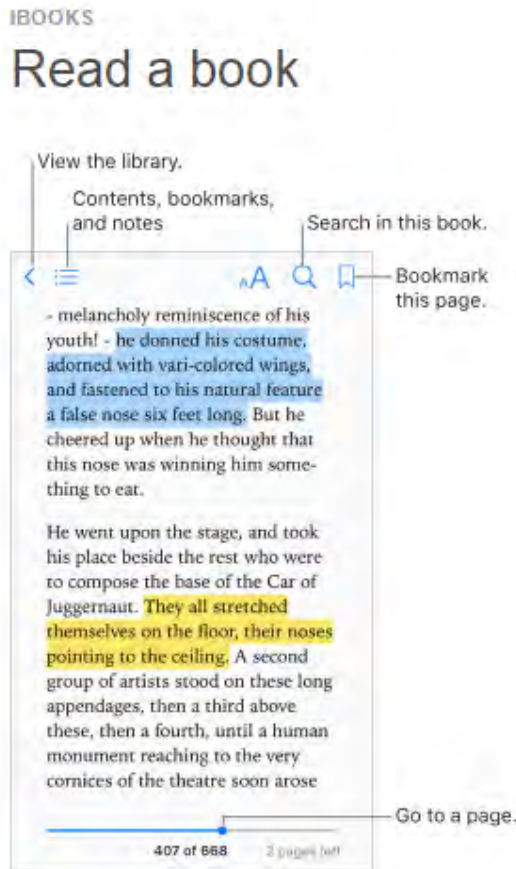 IBOOKS
Read a book
View the library.
Contents, bookmarks,
and notes
Search in this book.
AA
Bookmark
this page.
- melancholy reminiscence of his
youth! - he donned his costume,
adorned with vari-colored wings,
and fastened to his natural feature
a false nose six feet long. But he
cheered up when he thought that
this nose was winning him some-
thing to eat.
He went upon the stage, and took
his place beside the rest who were
to compose the base of the Car of
Juggernaut. They all stretched
themselves on the floor, their noses
pointing to the ceiling. A second
group of artists stood on these long
appendages, then a third above
these, then a fourth, until a human
monument reaching to the very
cornices of the theatre soon arose
Go to a page.
407 of 668
2 pages left